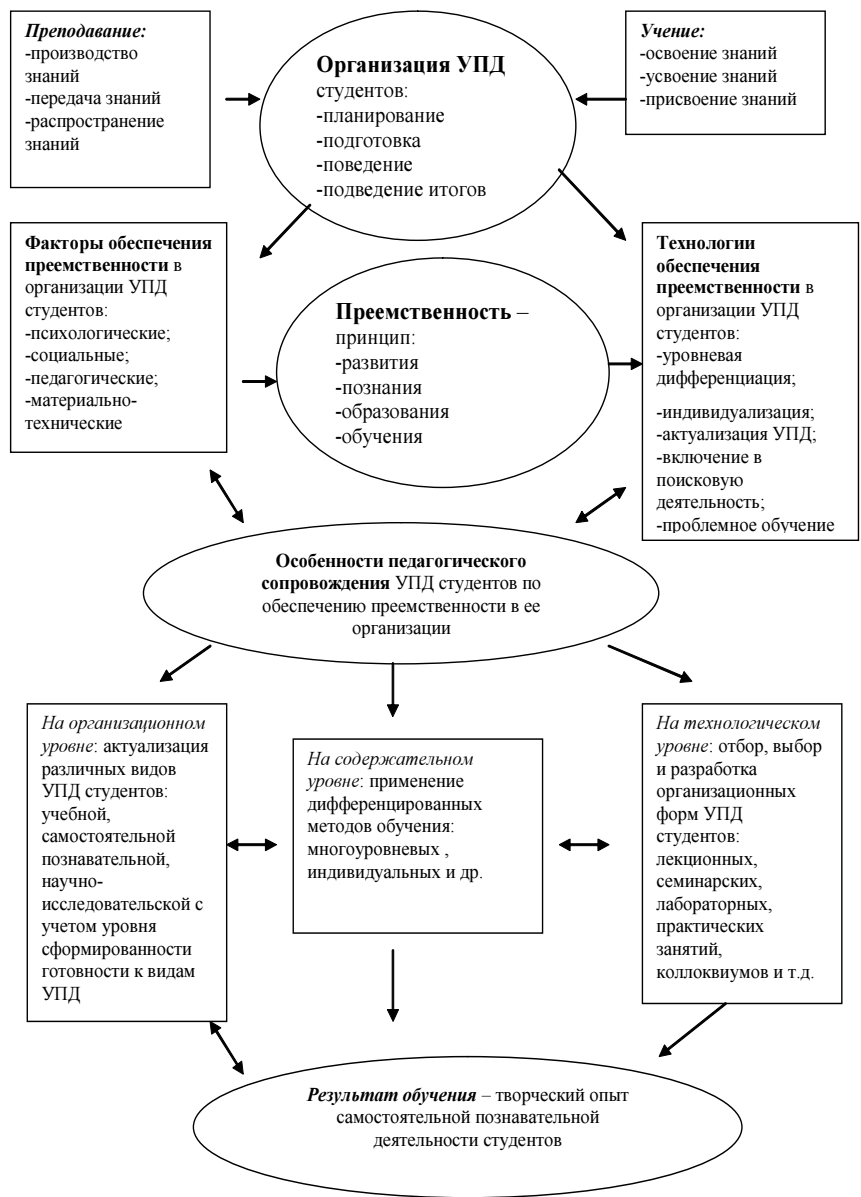 Преподавание:
-производство
знаний
-передача знаний
-распространение
знаний
Организация УПД
студентов:
-планирование
-подготовка
-поведение
-подведение итогов
Учение:
-освоение знаний
-усвоение знаний
-присвоение знаний
Факторы обеспечения
преемственности в
организации УПД
студентов:
-психологические;
-социальные;
-педагогические;
-материально-
технические
Преемственность –
принцип:
-развития
-познания
-образования
-обучения
Технологии
обеспечения
преемственности в
организации УПД
студентов:
-уровневая
дифференциация;
-индивидуализация;
-актуализация УПД;
-включение в
поисковую
деятельность;
-проблемное обучение
Особенности педагогического
сопровождения УПД студентов по
обеспечению преемственности в ее
организации
На организационном
уровне: актуализация
различных видов
УПД студентов:
учебной,
самостоятельной
познавательной,
научно-
исследовательской с
учетом уровня
сформированности
готовности к видам
УПД
На содержательном
уровне: применение
дифференцированных
методов обучения:
многоуровневых ,
индивидуальных и др.
На технологическом
уровне: отбор, выбор
и разработка
организационных
форм УПД
студентов:
лекционных,
семинарских,
лабораторных,
практических
занятий,
коллоквиумов и т.д.
Результат обучения – творческий опыт
самостоятельной познавательной
деятельности студентов